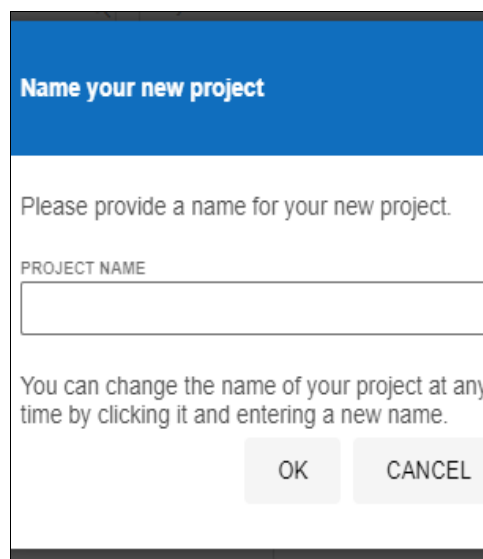 Name your new project
Please provide a name for your new project.
PROJECT NAME
You can change the name of your project at any
time by clicking it and entering a new name.
OK CANCEL